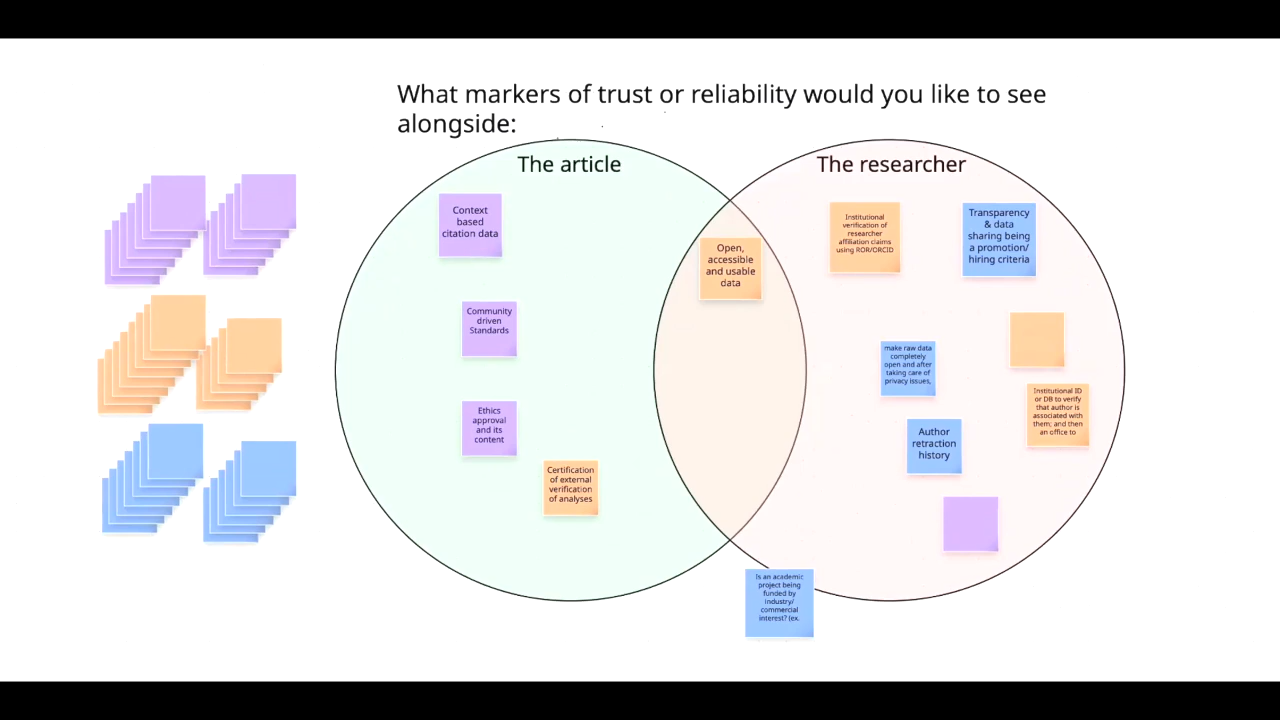 What markers of trust or reliability would you like to see
alongside:
The article
The researcher
Context
based
citation data
Community
driven
Standards
Ethics
approval
and its
content
Certification
of external
verification
of analyses
Open,
accessible
and usable
data
Institutional
verification of
researcher
affiliation claims
using ROR/ORCID
Transparency
& data
sharing being
a promotion/
hiring criteria
make raw data
completely
open and after
taking care of
privacy issues,
Institutional ID
or DB to verify
that author is
associated with
them; and then
an office to
Author
retraction
history
Is an academic
project being
funded by
industry/
commercial
interest? (ex.